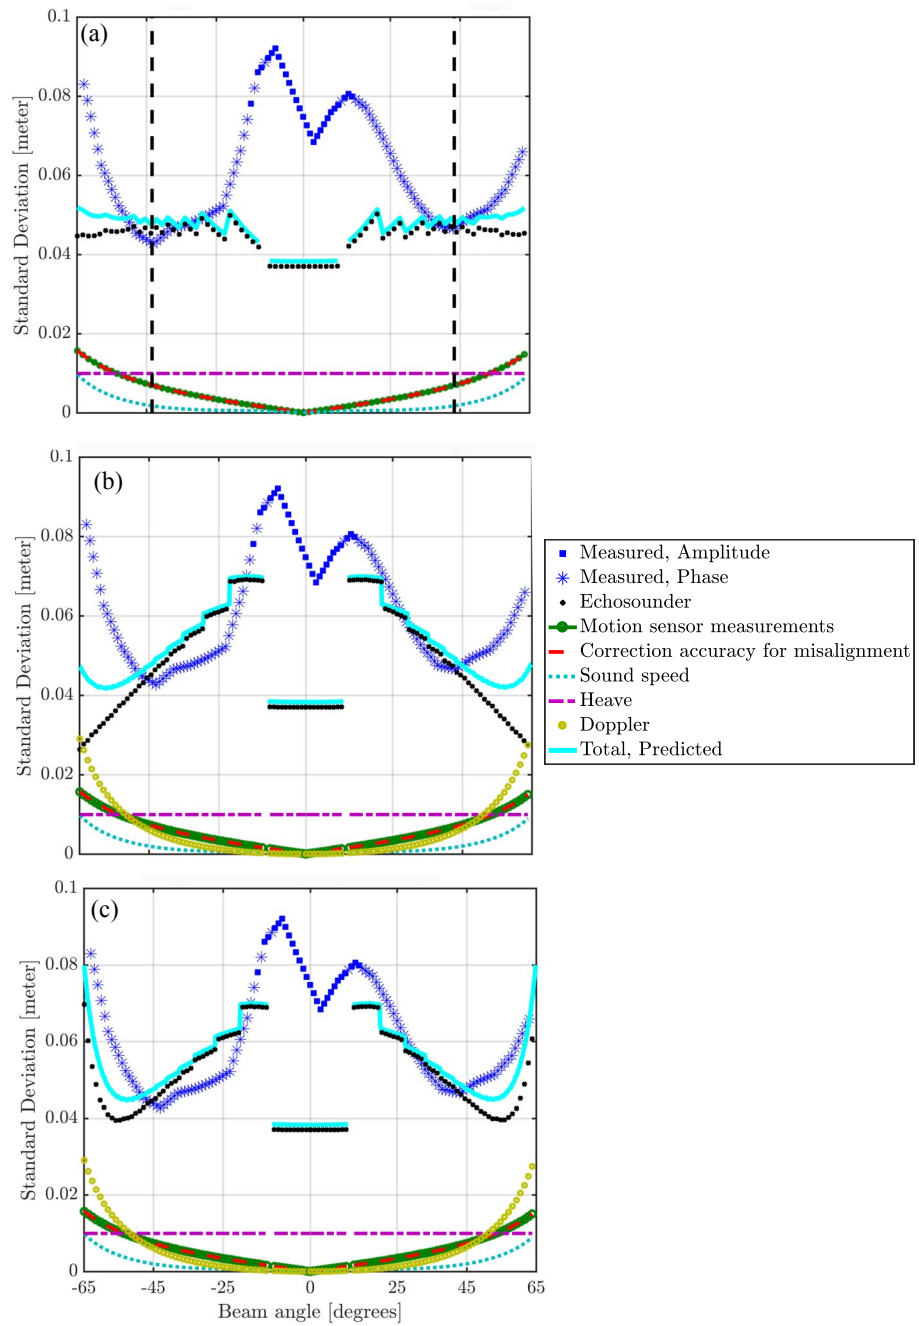 (a)
0.1
0.08
0.06
0.04
0.02
0
Standard Deviation [meter]
(b)
0.1
0.08
0.06
0.04
0.02
0
Standard Deviation [meter]
Measured, Amplitude
Measured, Phase
Echosounder
Motion sensor measurements
Correction accuracy for misalignment
Sound speed
Heave
Doppler
Total, Predicted
(c)
0.1
0.08
0.06
0.04
0.02
0
Standard Deviation [meter]
-65 -45 -25 0 25 45 65
Beam angle [degrees]